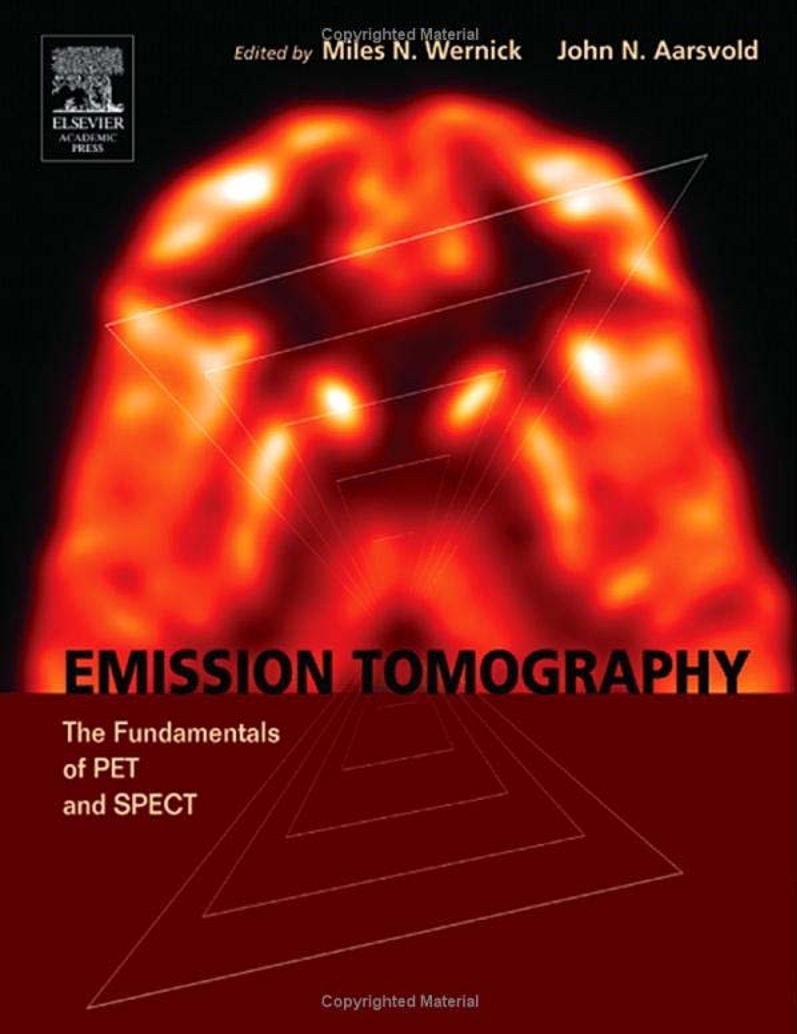 Copyrighted Material
Edited by Miles N. Wernick John N. Aarsvold
ELSEVIER
ACADEMIC
PRESS
EMISSION TOMOGRAPHY
The Fundamentals
of PET
and SPECT
Copyrighted Material